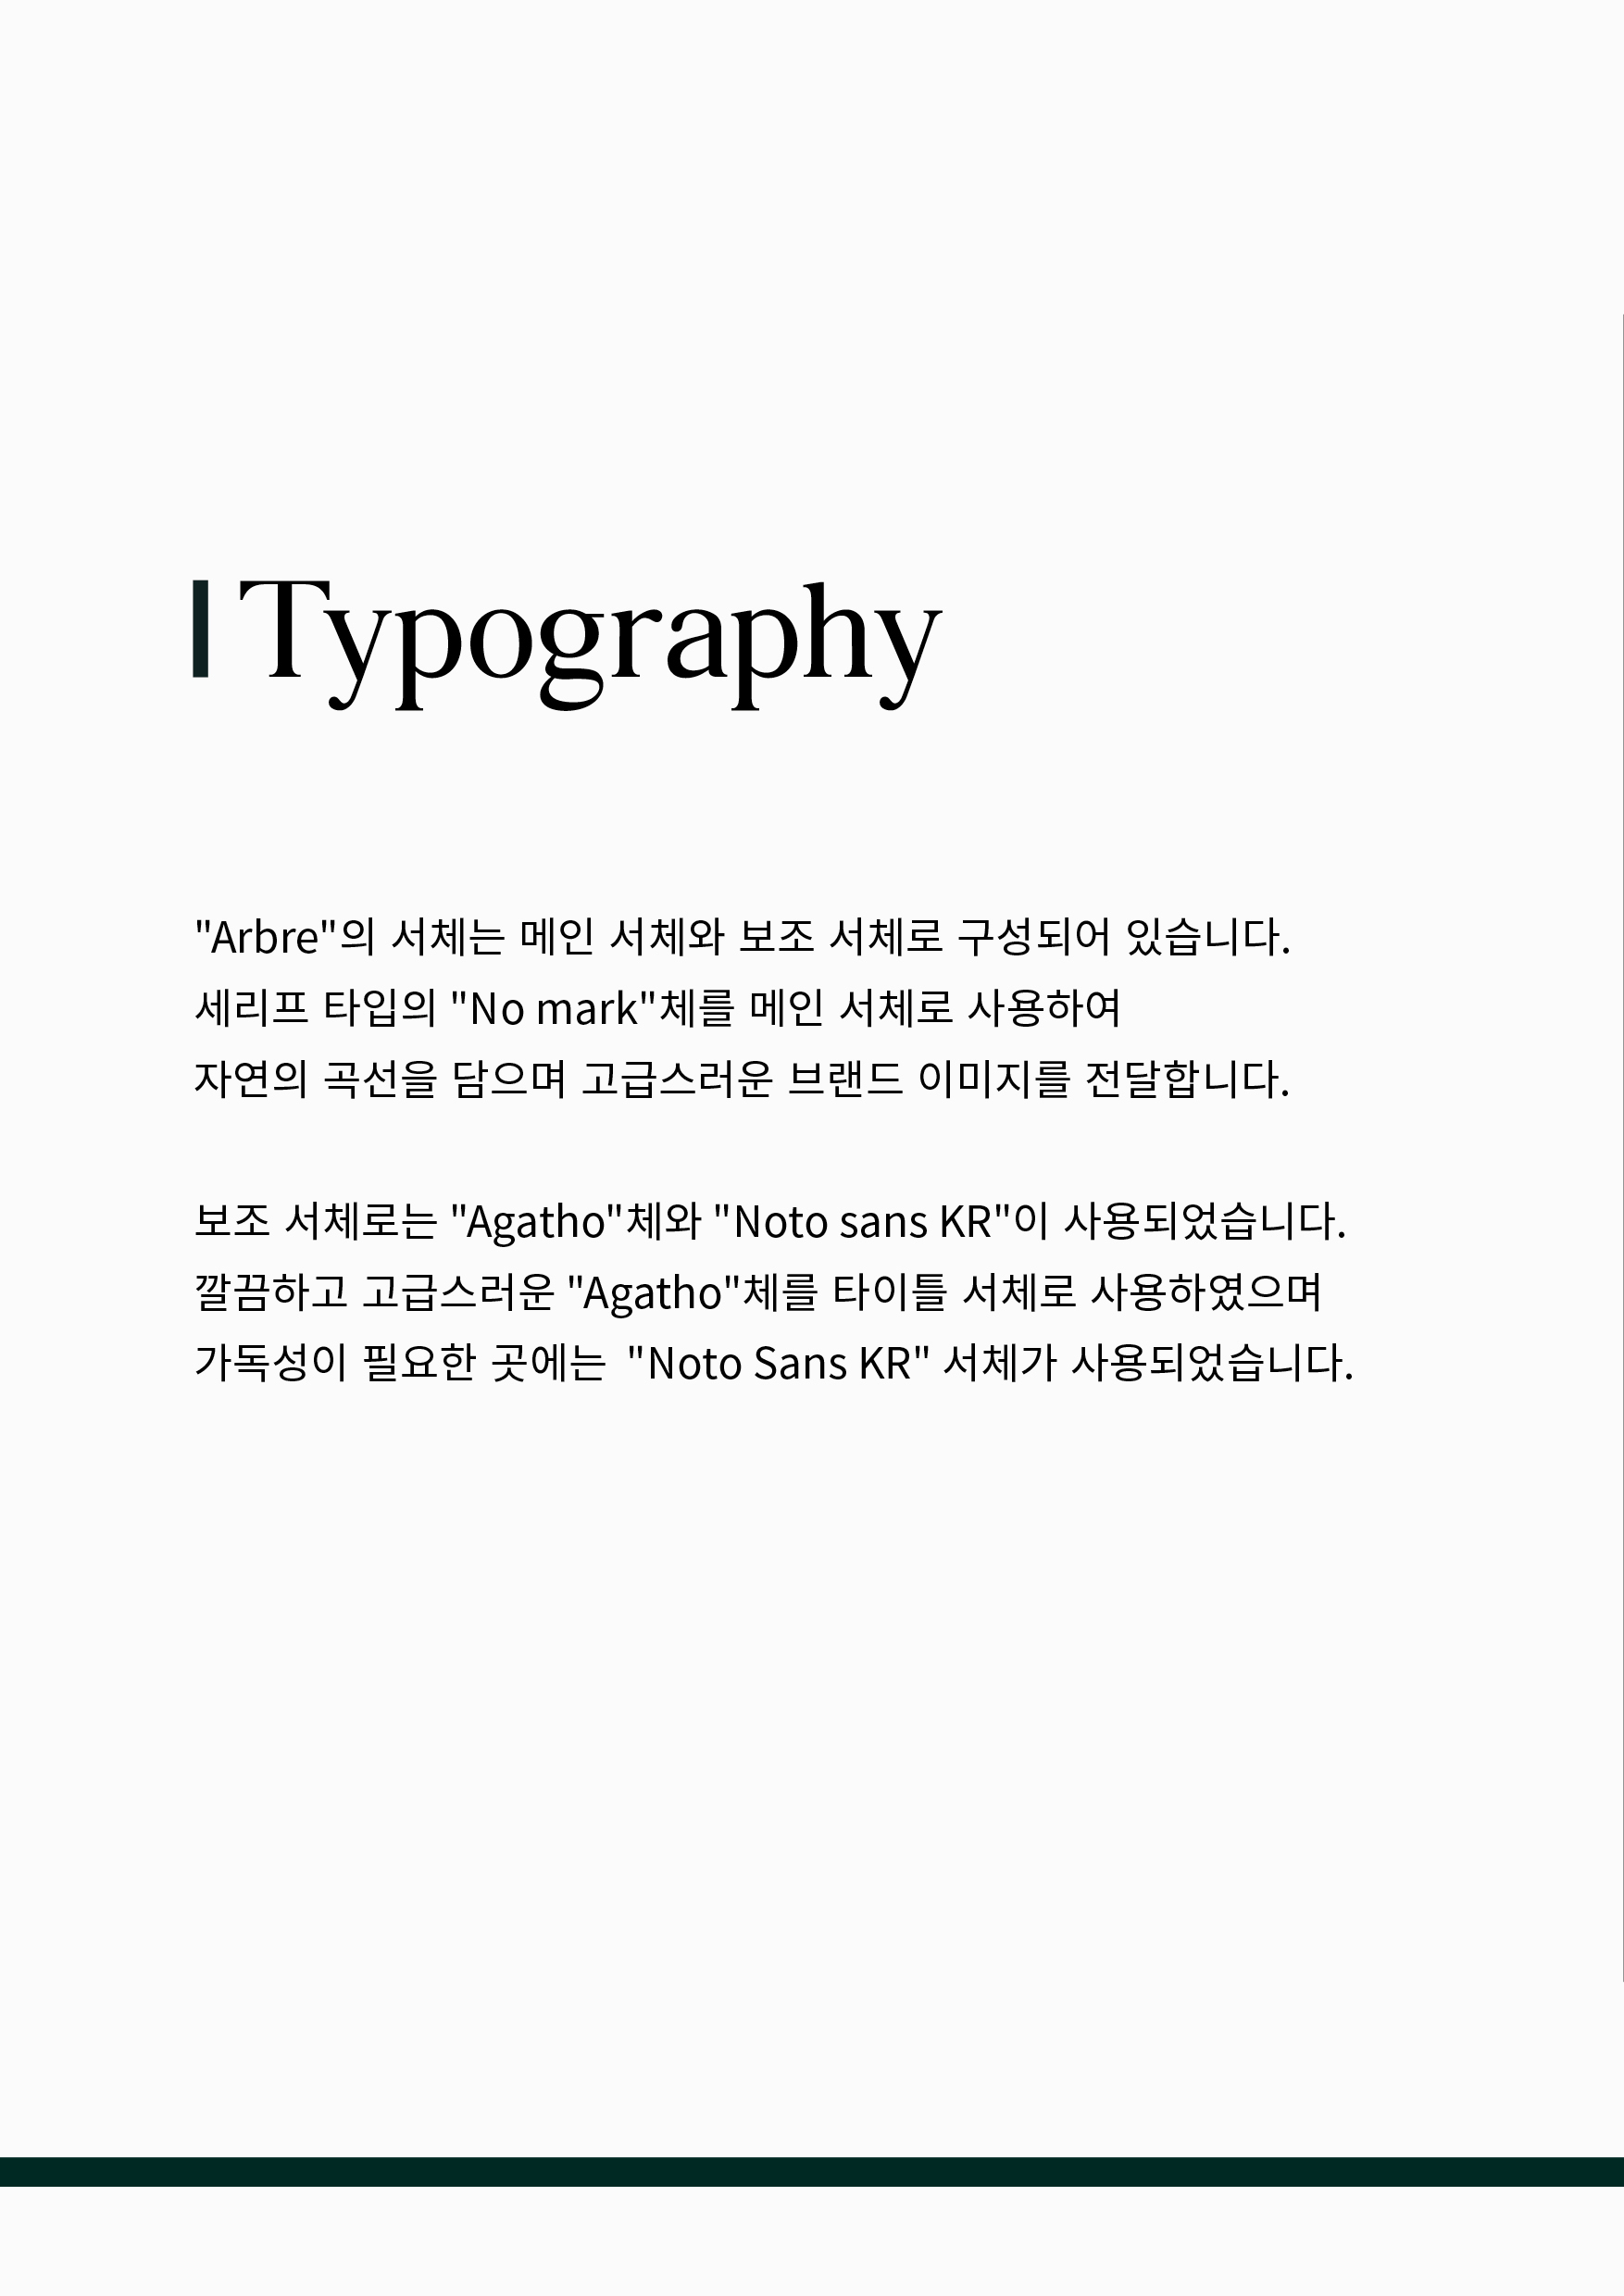 Typography
"Arbre"의 서체는 메인 서체와 보조 서체로 구성되어 있습니다.
세리프 타입의 "No mark"체를 메인 서체로 사용하여
자연의 곡선을 담으며 고급스러운 브랜드 이미지를 전달합니다.
보조 서체로는 "Agatho"체와 "Noto sans KR"이 사용되었습니다.
깔끔하고 고급스러운 "Agatho"체를 타이틀 서체로 사용하였으며
가독성이 필요한 곳에는 "Noto Sans KR" 서체가 사용되었습니다.